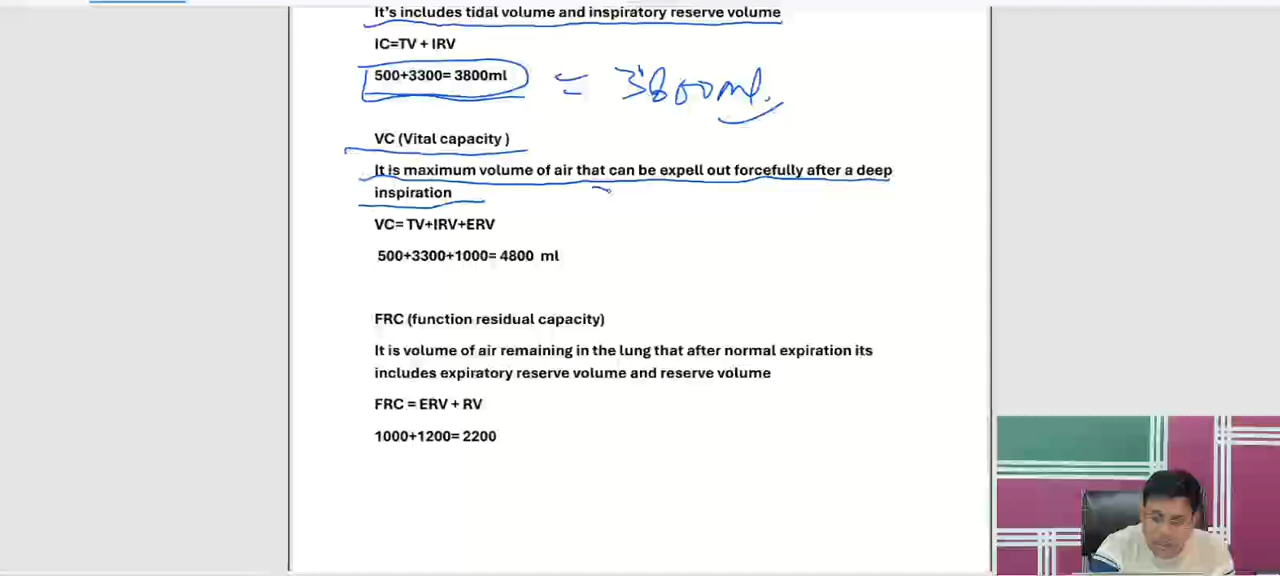 It's includes tidal volume and inspiratory reserve volume
IC=TV + IRV
500+3300= 3800ml = 3800ml.
VC (Vital capacity )
It is maximum volume of air that can be expell out forcefully after a deep
inspiration
VC= TV+IRV+ERV
500+3300+1000= 4800 ml
FRC (function residual capacity)
It is volume of air remaining in the lung that after normal expiration its
includes expiratory reserve volume and reserve volume
FRC = ERV + RV
1000+1200= 2200